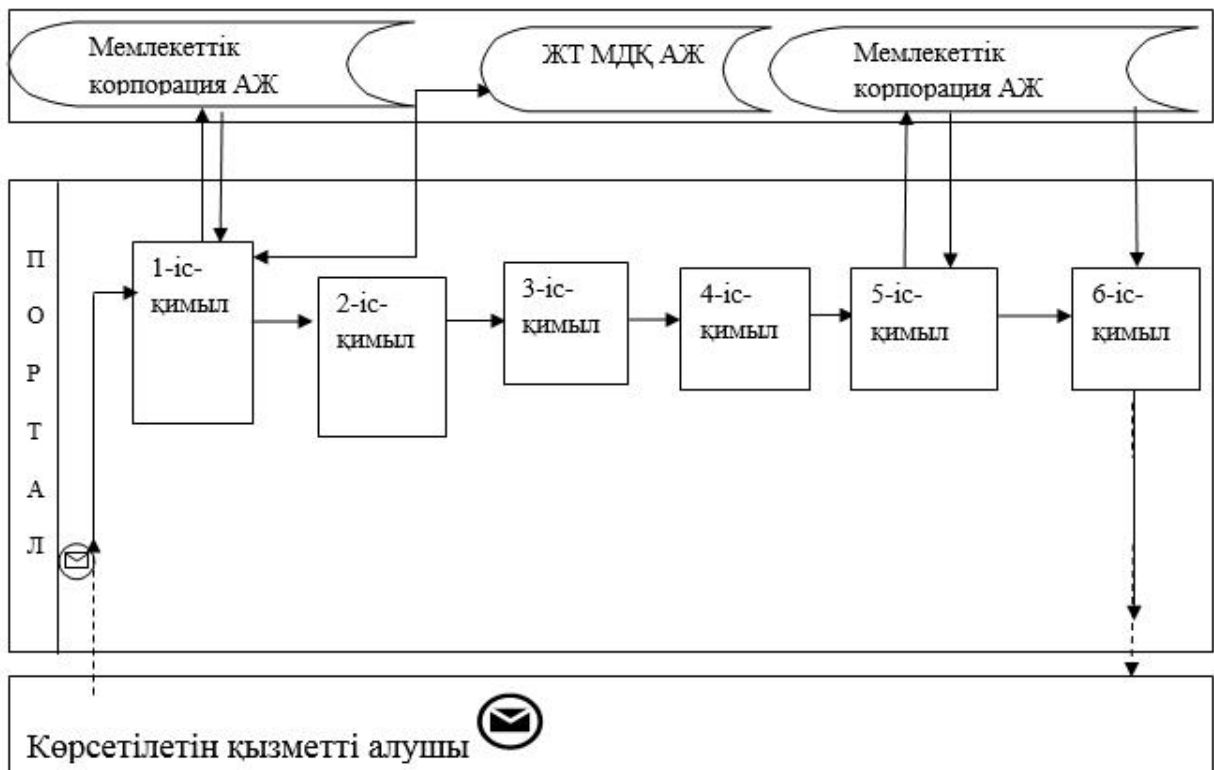 Мемлекеттік
корпорация АЖ
ЖТ МДҚ АЖ
Мемлекеттік
корпорация АЖ
П
О
Р
Т
А
Л
1-іс-
қимыл
2-іс-
қимыл
3-іс-
қимыл
4-іс-
қимыл
5-іс-
қимыл
6-іс-
қимыл
Көрсетілетін қызметті алушы